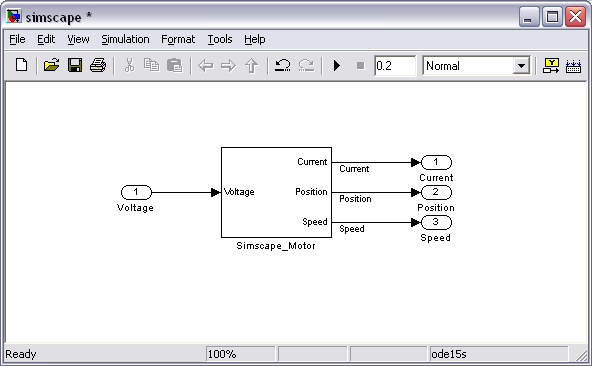 simscape *
File Edit View Simulation Format Tools Help
0.2 Normal
Current 1
Current
Current
1 Voltage Position 2
Voltage
Position
Position
Speed 3
Speed
Speed
Simscape_Motor
Ready 100% ode15s